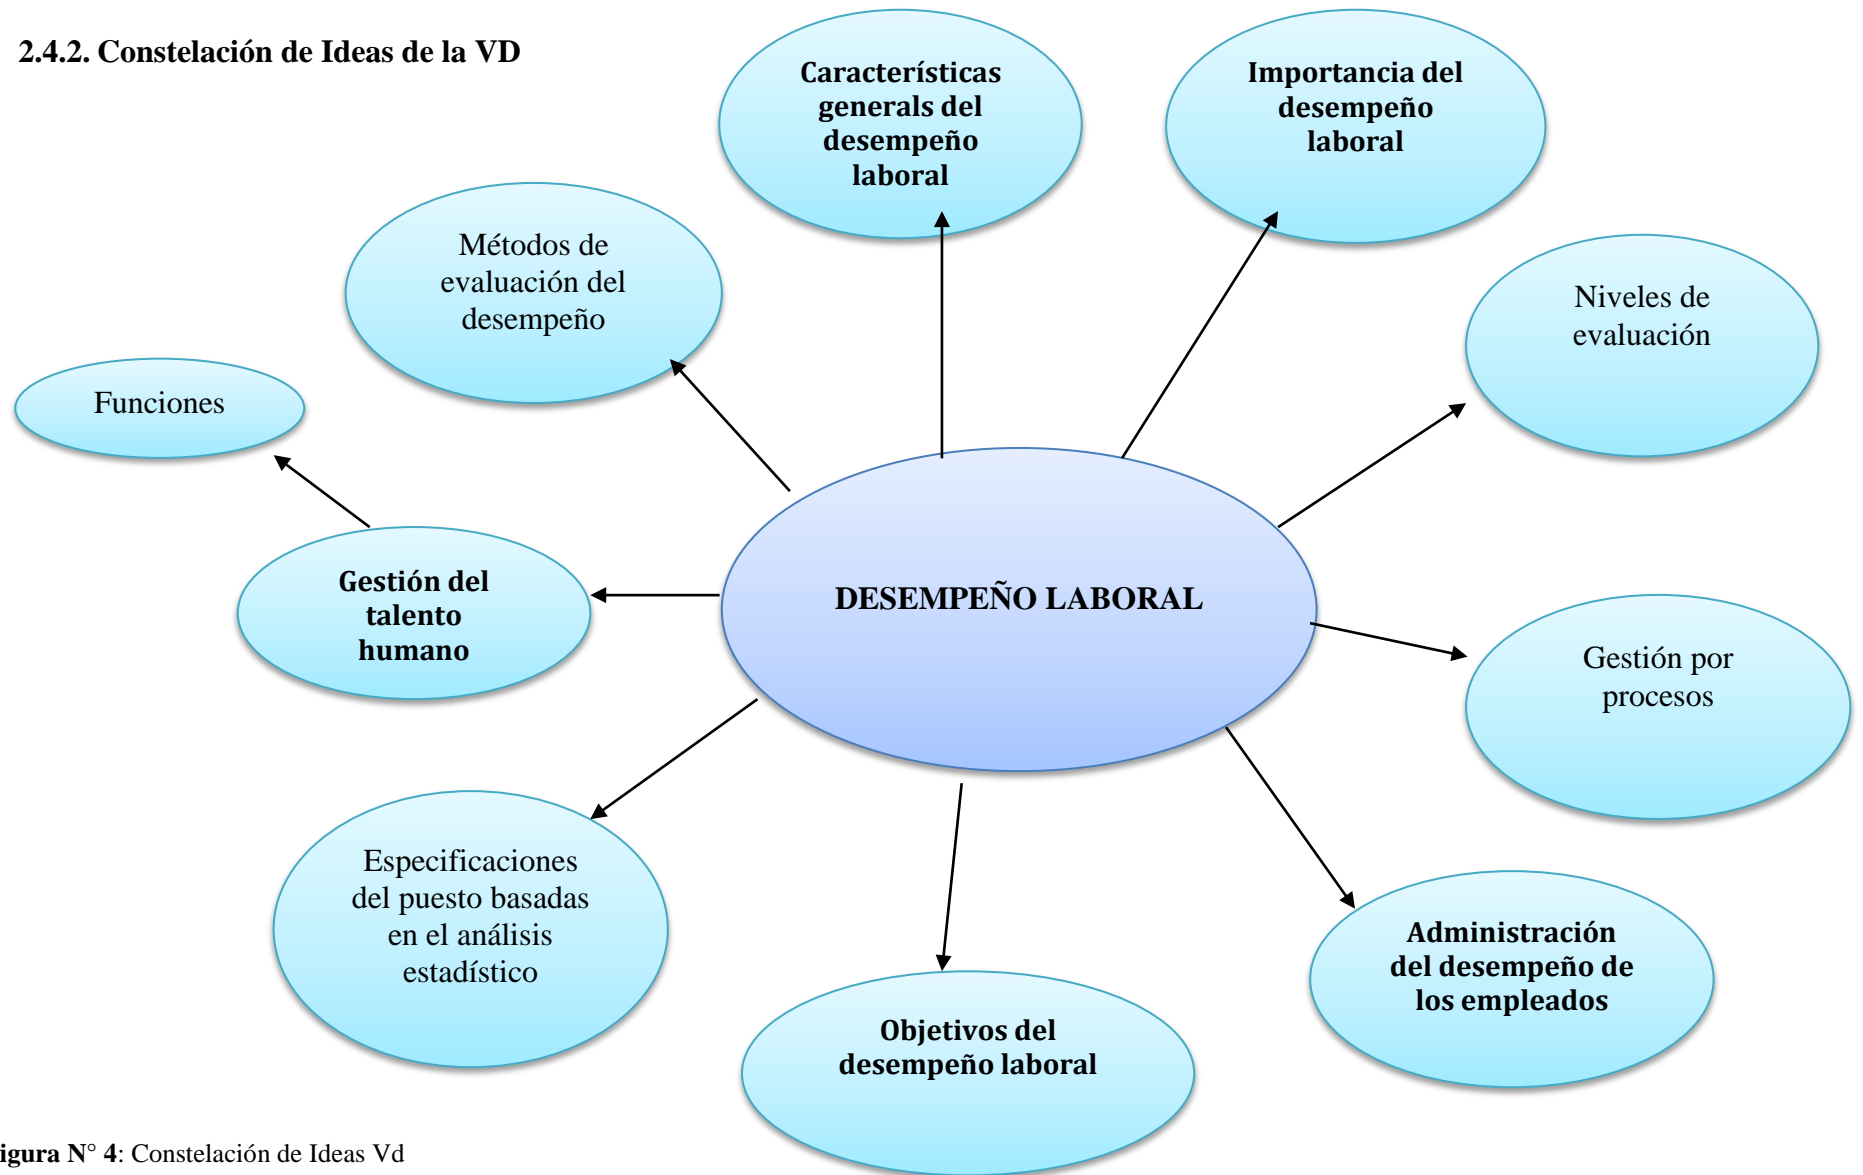 2.4.2. Constelación de Ideas de la VD
Característícas
generals del
desempeño
laboral
Importancia del
desempeño
laboral
Métodos de
evaluación del
desempeño
Niveles de
evaluación
Funciones
Gestión del
talento
humano
DESEMPEÑO LABORAL
Gestión por
procesos
Especificaciones
del puesto basadas
en el análisis
estadístico
Administración
del desempeño de
los empleados
Objetivos del
desempeño laboral
igura N° 4: Constelación de Ideas Vd